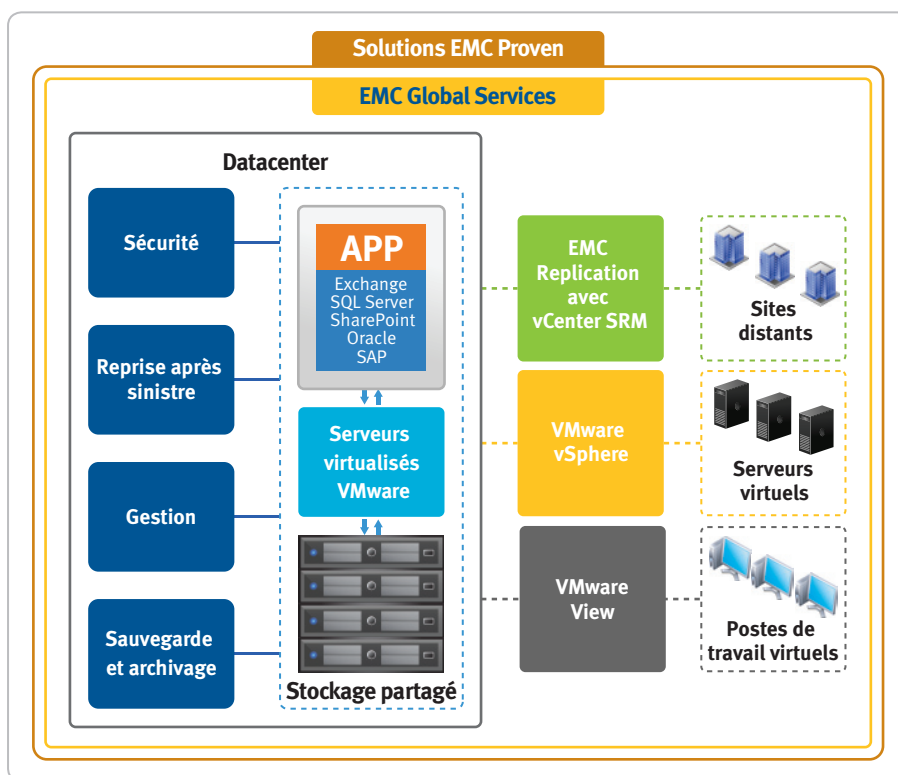 Solutions EMC Proven
EMC Global Services
Datacenter
Sécurité
Reprise après
sinistre
Gestion
Sauvegarde
et archivage
APP
Exchange
SQL Server
SharePoint
Oracle
SAP
Serveurs
virtualisés
VMware
Stockage partagé
EMC
Replication
avec
vCenter SRM
Sites
distants
VMware
vSphere
Serveurs
virtuels
VMware
View
Postes de
travail virtuels